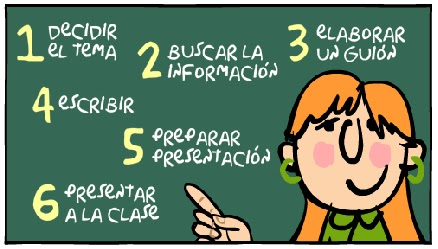 1 DECIDIR
EL TEMA
2 BUSCAR LA
INFORMACIÓN
3 ELABORAR
UN GUIÓN
4 ESCRIBIR
5 PREPARAR
PRESENTACIÓN
6 PRESENTAR
A LA CLASE